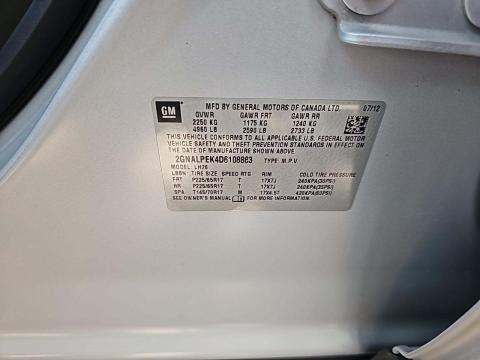 GM
MFD BY GENERAL MOTORS OF CANADA LTD.
07/12
GVWR GAWR FRT GAWR RR
2250 KG 1175 KG 1240 KG
4960 LB 2590 LB 2733 LB
THIS VEHICLE CONFORMS TO ALL APPLICABLE U.S. FEDERAL MOTOR
VEHICLE SAFETY AND THEFT PREVENTION STANDARDS IN EFFECT ON
THE DATE OF MANUFACTURE SHOWN ABOVE.
2GNALPEK4D6108863 TYPE: M.P.V.
MODEL: LH26
TIRE SIZE SPEED RTG RIM COLD TIRE PRESSURE
FRT P225/65R17 T 17X7J 240KPA(35PSI)
RR P225/65R17 T 17X7J 240KPA(35PSI)
SPA T145/70R17 M 17X4.5T 420KPA(60PSI)
SEE OWNER'S MANUAL